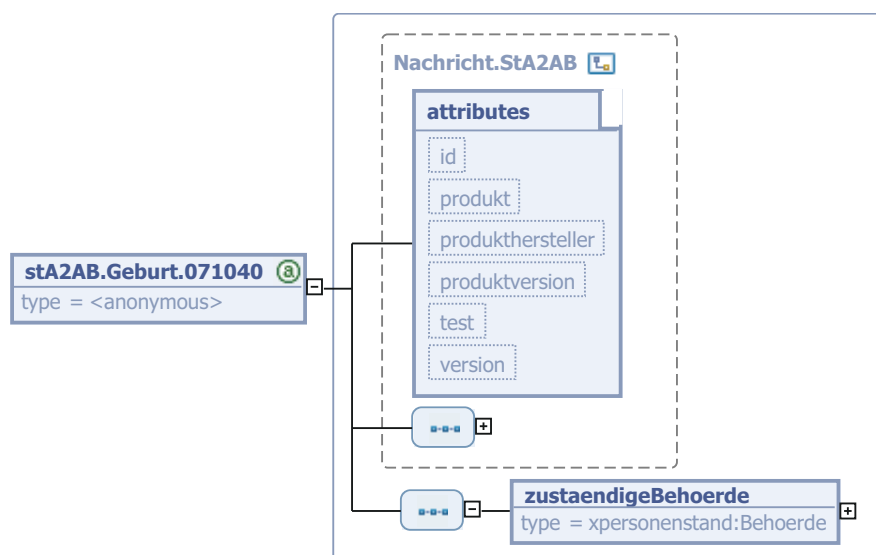 Nachricht.StA2AB
attributes
id
produkt
produkthersteller
produktversion
test
version
stA2AB.Geburt.071040 @
type = <anonymous>
zustaendigeBehoerde
type = xpersonenstand:Behoerde